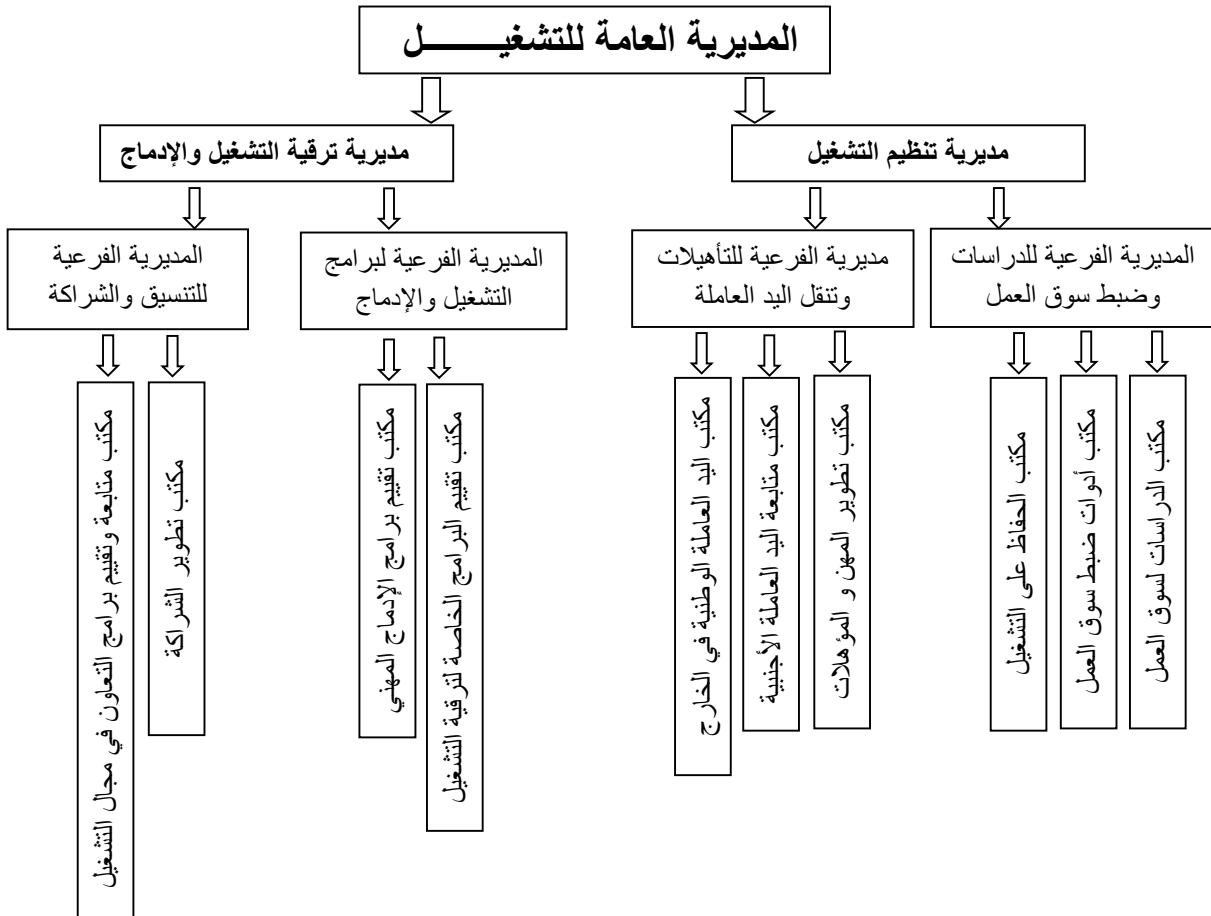 المديرية العامة للتشغيـــــــل
مديرية تنظيم التشغيل
مديرية ترقية التشغيل والإدماج
المديرية الفرعية للدراسات
وضبط سوق العمل
مديرية الفرعية للتأهيلات
وتنقل اليد العاملة
المديرية الفرعية لبرامج
التشغيل والإدماج
المديرية الفرعية
للتنسيق والشراكة
مكتب الدراسات لسوق العمل
مكتب أدوات ضبط سوق العمل
مكتب الحفاظ على التشغيل
مكتب تطوير المهن و المؤهلات
مكتب متابعة اليد العاملة الأجنبية
مكتب اليد العاملة الوطنية في الخارج
مكتب تقييم البرامج الخاصة لترقية التشغيل
مكتب تقييم برامج الإدماج المهني
مكتب تطوير الشراكة
مكتب متابعة وتقييم برامج التعاون في مجال التشغيل